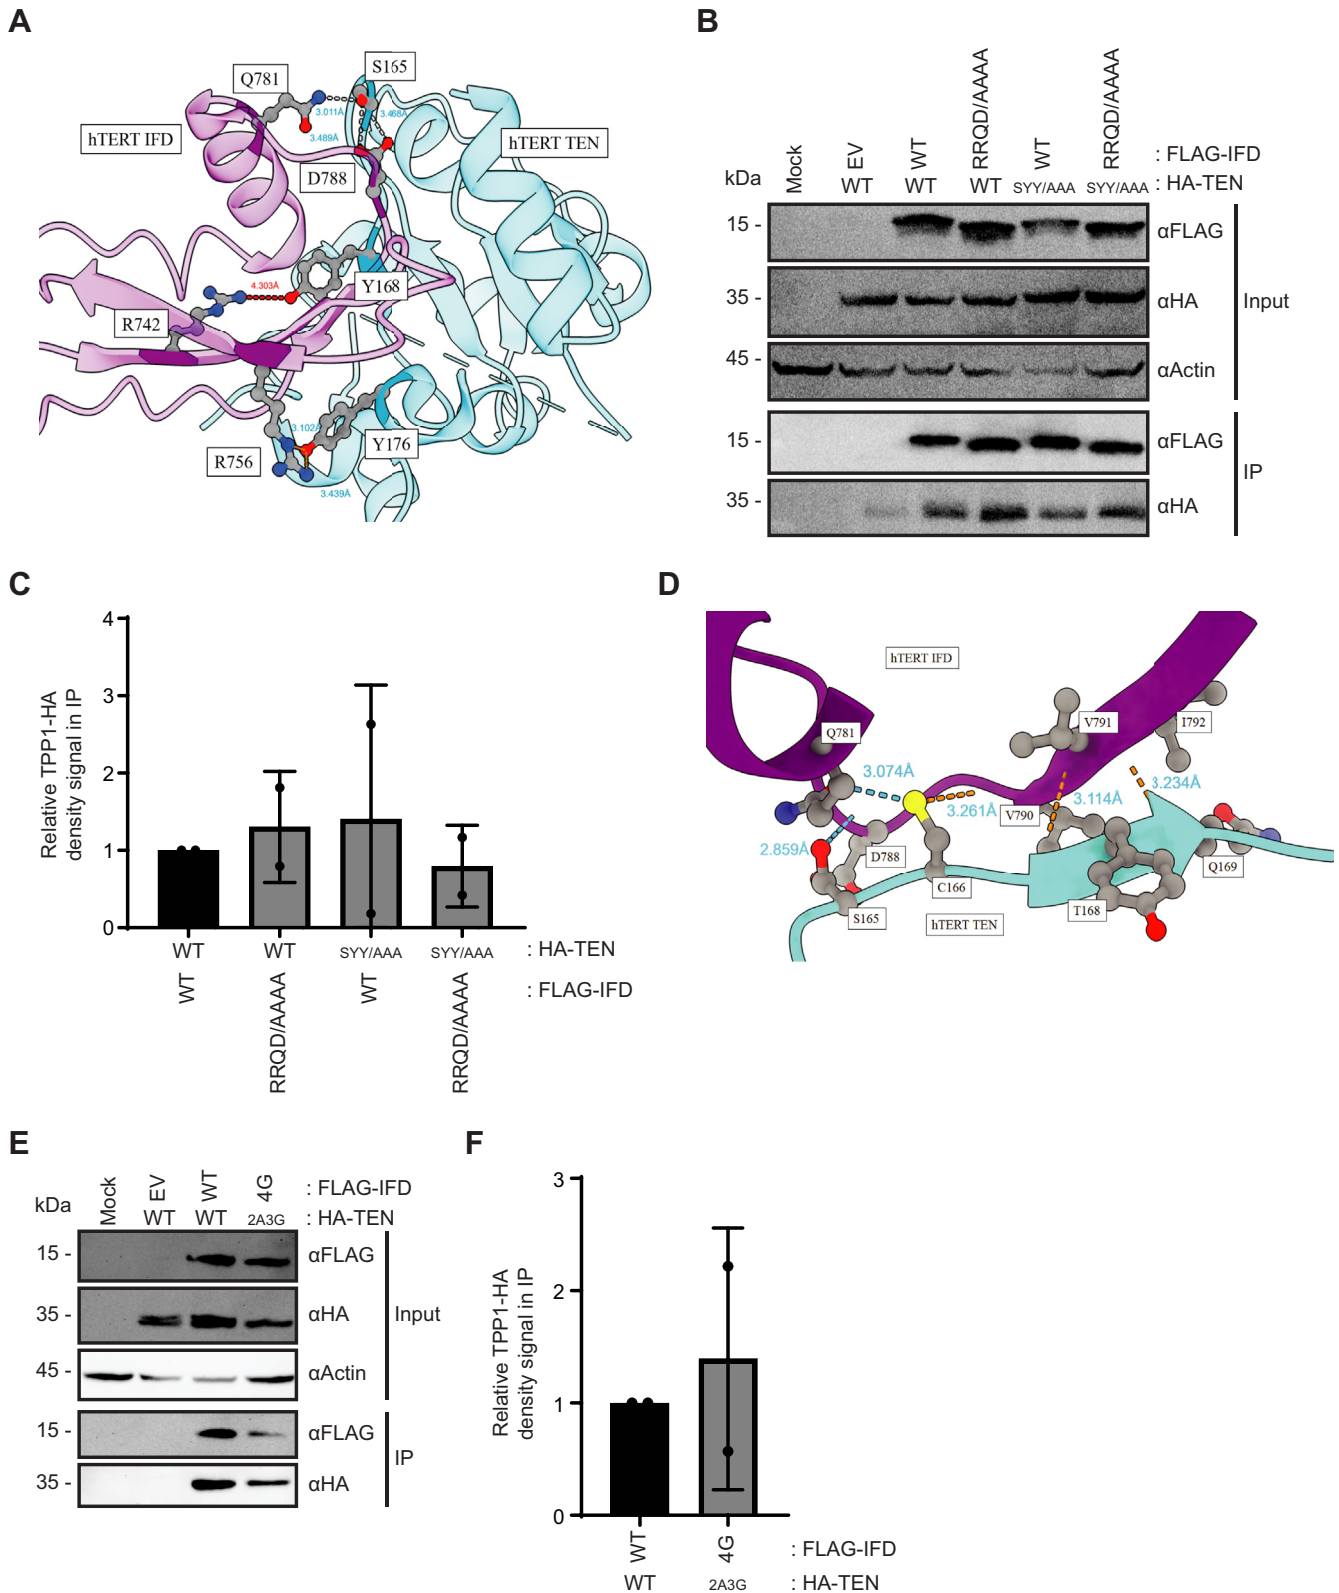 A
Q781
S165
3.011Å
3.468Å
3.489Å
hTERT IFD
hTERT TEN
D788
4.303Å
Y168
R742
3.102Å
Y176
R756
3.439Å
B
Mock
EV
WT
RRQD/AAAA
WT
RRQD/AAAA
: FLAG-IFD
WT WT WT SYY/AAA SYY/AAA : HA-TEN
kDa
15 - αFLAG
35 - αHA
Input
45 - αActin
15 - αFLAG
IP
35 - αHA
C
Relative TPP1-HA
density signal in IP
4
3
2
1
0
WT WT SYY/AAA SYY/AAA : HA-TEN
WT RRQD/AAAA WT RRQD/AAAA : FLAG-IFD
D
hTERT IFD
V791
I792
Q781
3.074Å
3.234Å
3.261Å
3.114Å
V790
2.859Å
D788
C166
Q169
S165
T168
hTERT TEN
E
Mock EV WT 4G : FLAG-IFD
kDa
WT WT 2A3G : HA-TEN
15 - αFLAG
35 - αHA
Input
45 - αActin
15 - αFLAG
IP
35 - αHA
F
Relative TPP1-HA
density signal in IP
3
2
1
0
WT 4G : FLAG-IFD
WT 2A3G : HA-TEN